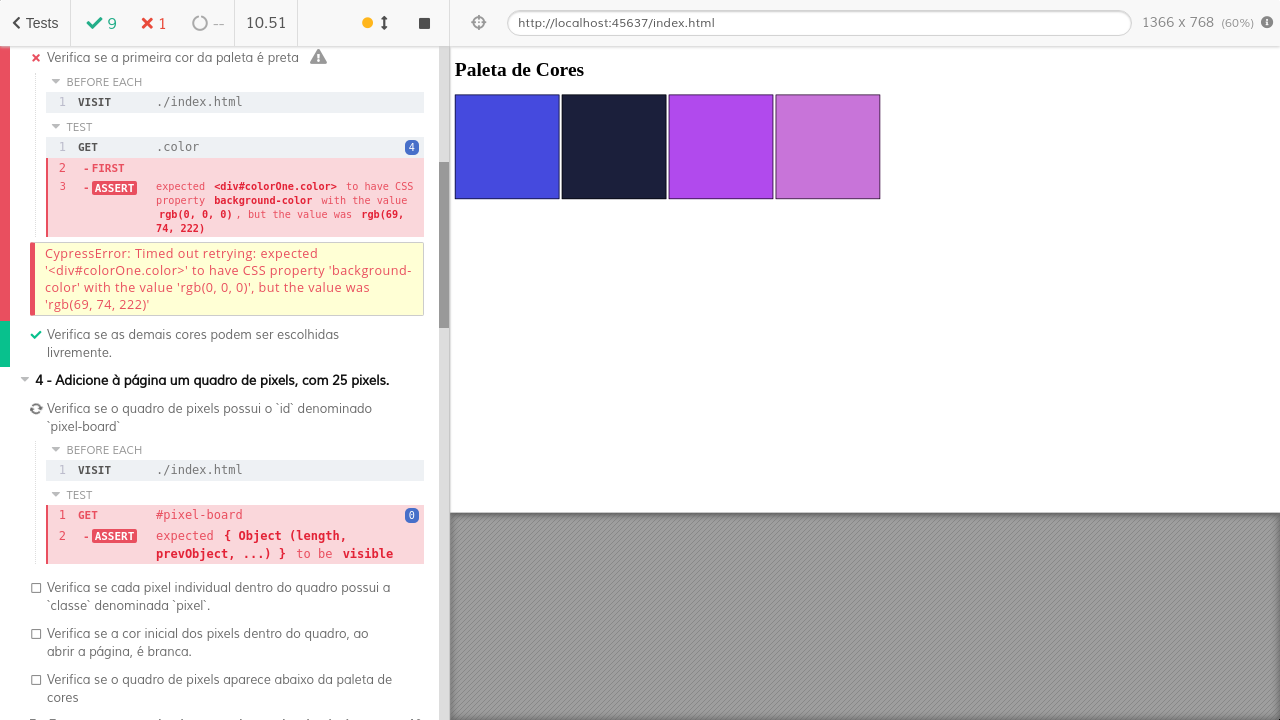 Tests 9 1 -- 10.51 http://localhost:45637/index.html 1366 x 768 (60%)
Verifica se a primeira cor da paleta é preta
BEFORE EACH
1 VISIT ./index.html
TEST
1 GET .color 4
2 - FIRST
3 - ASSERT expected <div#colorOne.color> to have CSS
property background-color with the value
rgb(0, 0, 0) , but the value was rgb(69,
74, 222)
CypressError: Timed out retrying: expected
'<div#colorOne.color>' to have CSS property 'background-
color' with the value 'rgb(0, 0, 0)', but the value was
'rgb(69, 74, 222)'
Verifica se as demais cores podem ser escolhidas
livremente.
4 - Adicione à página um quadro de pixels, com 25 pixels.
Verifica se o quadro de pixels possui o `id` denominado
`pixel-board`
BEFORE EACH
1 VISIT ./index.html
TEST
1 GET #pixel-board 0
2 - ASSERT expected { Object (length,
prevObject, ...) } to be visible
Verifica se cada pixel individual dentro do quadro possui a
`classe` denominada `pixel`.
Verifica se a cor inicial dos pixels dentro do quadro, ao
abrir a página, é branca.
Verifica se o quadro de pixels aparece abaixo da paleta de
cores
Paleta de Cores